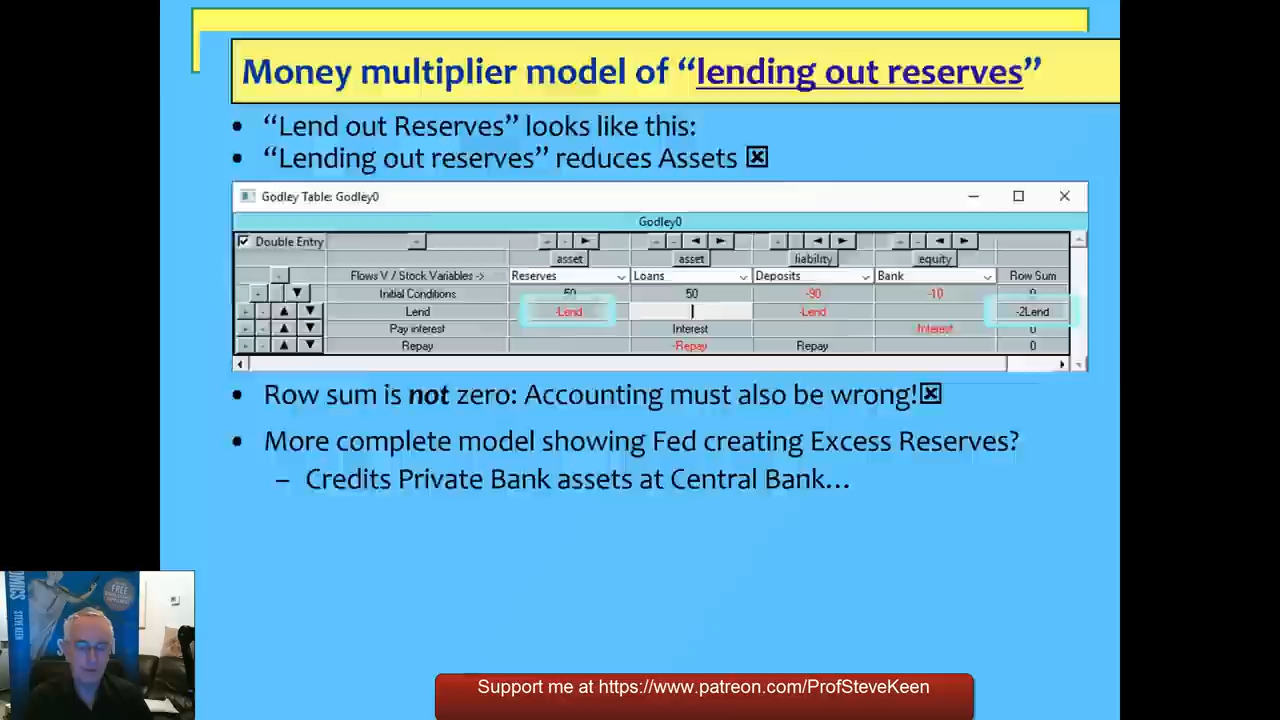 Money multiplier model of “lending out reserves”
• “Lend out Reserves” looks like this:
• “Lending out reserves” reduces Assets
Godley Table: Godley0
Godley0
Double Entry asset asset liability equity
Flows V / Stock Variables -> Reserves Loans Deposits Bank Row Sum
Initial Conditions 50 50 -90 -10 0
Lend -Lend -Lend -2Lend
Pay interest Interest Interest 0
Repay -Repay Repay 0
• Row sum is not zero: Accounting must also be wrong!
• More complete model showing Fed creating Excess Reserves?
– Credits Private Bank assets at Central Bank…
FREE
STEVE KEEN
Support me at https://www.patreon.com/ProfSteveKeen